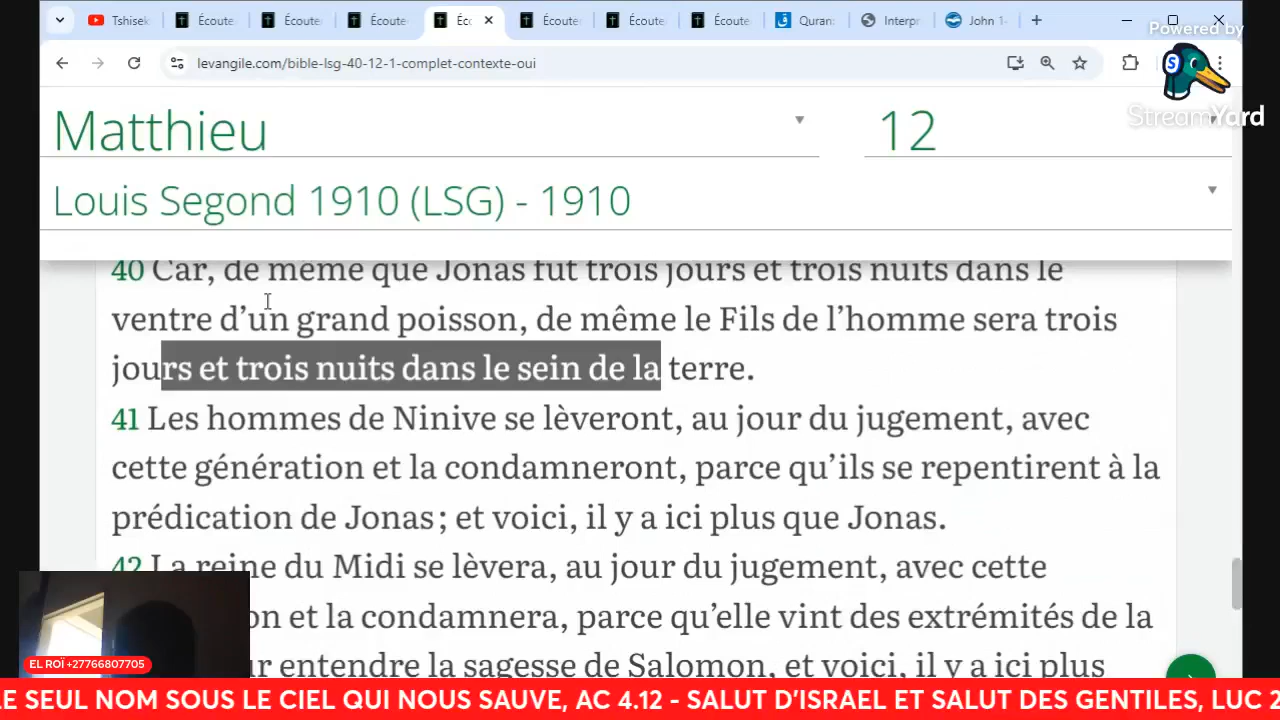 Tshisek
Écoute
Écoute
Écoute
Éc
Écoute
Écoute
Écoute
Quran
Interp
John 1-
Powered by
levangile.com/bible-lsg-40-12-1-complet-contexte-oui
S
StreamYard
Matthieu
12
Louis Segond 1910 (LSG) - 1910
40 Car, de même que Jonas fut trois jours et trois nuits dans le
ventre d’un grand poisson, de même le Fils de l’homme sera trois
jours et trois nuits dans le sein de la terre.
41 Les hommes de Ninive se lèveront, au jour du jugement, avec
cette génération et la condamneront, parce qu’ils se repentirent à la
prédication de Jonas ; et voici, il y a ici plus que Jonas.
42 La reine du Midi se lèvera, au jour du jugement, avec cette
on et la condamnera, parce qu’elle vint des extrémités de la
r entendre la sagesse de Salomon, et voici, il y a ici plus
EL ROÏ +27766807705
LE SEUL NOM SOUS LE CIEL QUI NOUS SAUVE, AC 4.12 - SALUT D’ISRAEL ET SALUT DES GENTILES, LUC 2